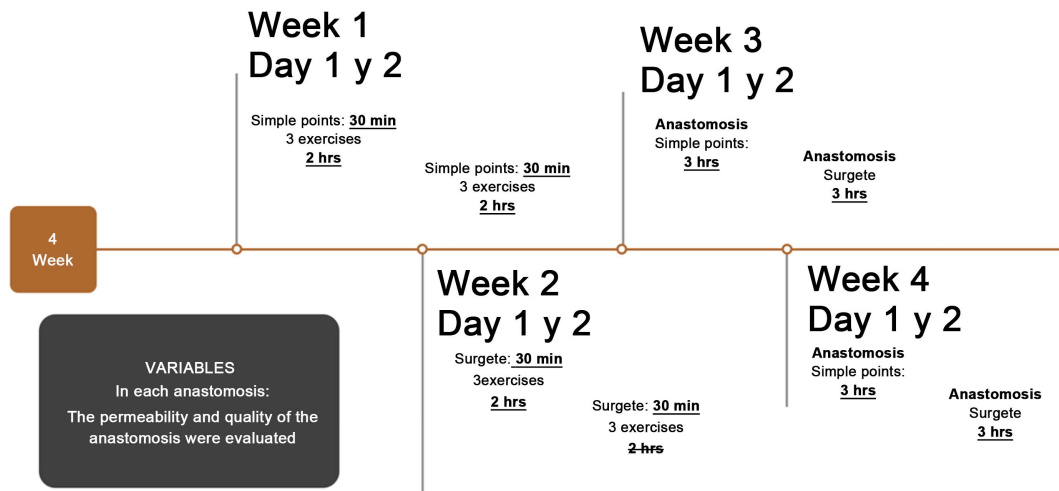 4
Week
Week 1
Day 1 y 2
Simple points: 30 min
3 exercises
2 hrs
Simple points: 30 min
3 exercises
2 hrs
Week 2
Day 1 y 2
Surgete: 30 min
3exercises
2 hrs
Surgete: 30 min
3 exercises
2 hrs
Week 3
Day 1 y 2
Anastomosis
Simple points:
3 hrs
Anastomosis
Surgete
3 hrs
Week 4
Day 1 y 2
Anastomosis
Simple points:
3 hrs
Anastomosis
Surgete
3 hrs
VARIABLES
In each anastomosis:
The permeability and quality of the
anastomosis were evaluated